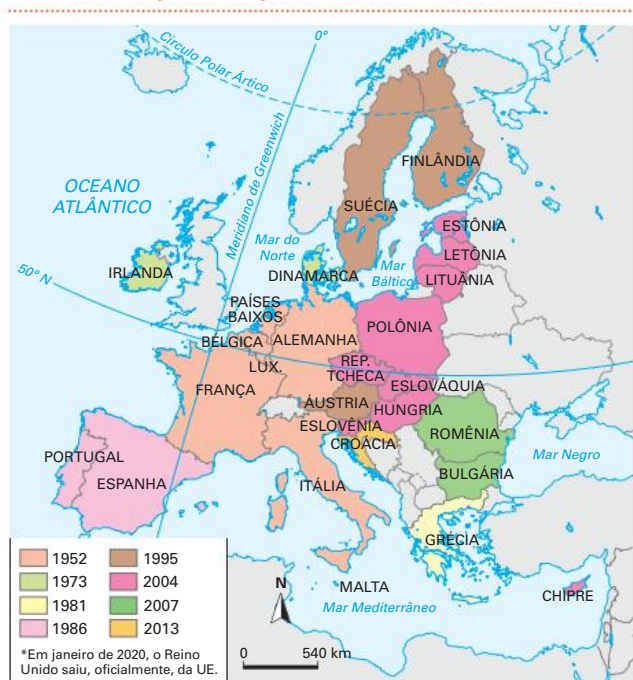 Círculo Polar Ártico
0°
Meridiano de Greenwich
OCEANO
ATLÂNTICO
FINLÂNDIA
SUÉCIA
ESTÔNIA
Mar do
Norte
LETÔNIA
50° N
IRLANDA
DINAMARCA
Mar
Báltico
LITUÂNIA
PAÍSES
BAIXOS
POLÔNIA
BÉLGICA
ALEMANHA
LUX.
REP.
TCHECA
ESLOVÁQUIA
FRANÇA
ÁUSTRIA
HUNGRIA
ESLOVÊNIA
CROÁCIA
ROMÊNIA
Mar Negro
PORTUGAL
ESPANHA
BULGÁRIA
ITÁLIA
GRÉCIA
MALTA
CHIPRE
Mar Mediterrâneo
1952
1973
1981
1986
1995
2004
2007
2013
*Em janeiro de 2020, o Reino
Unido saiu, oficialmente, da UE.
N
0 540 km